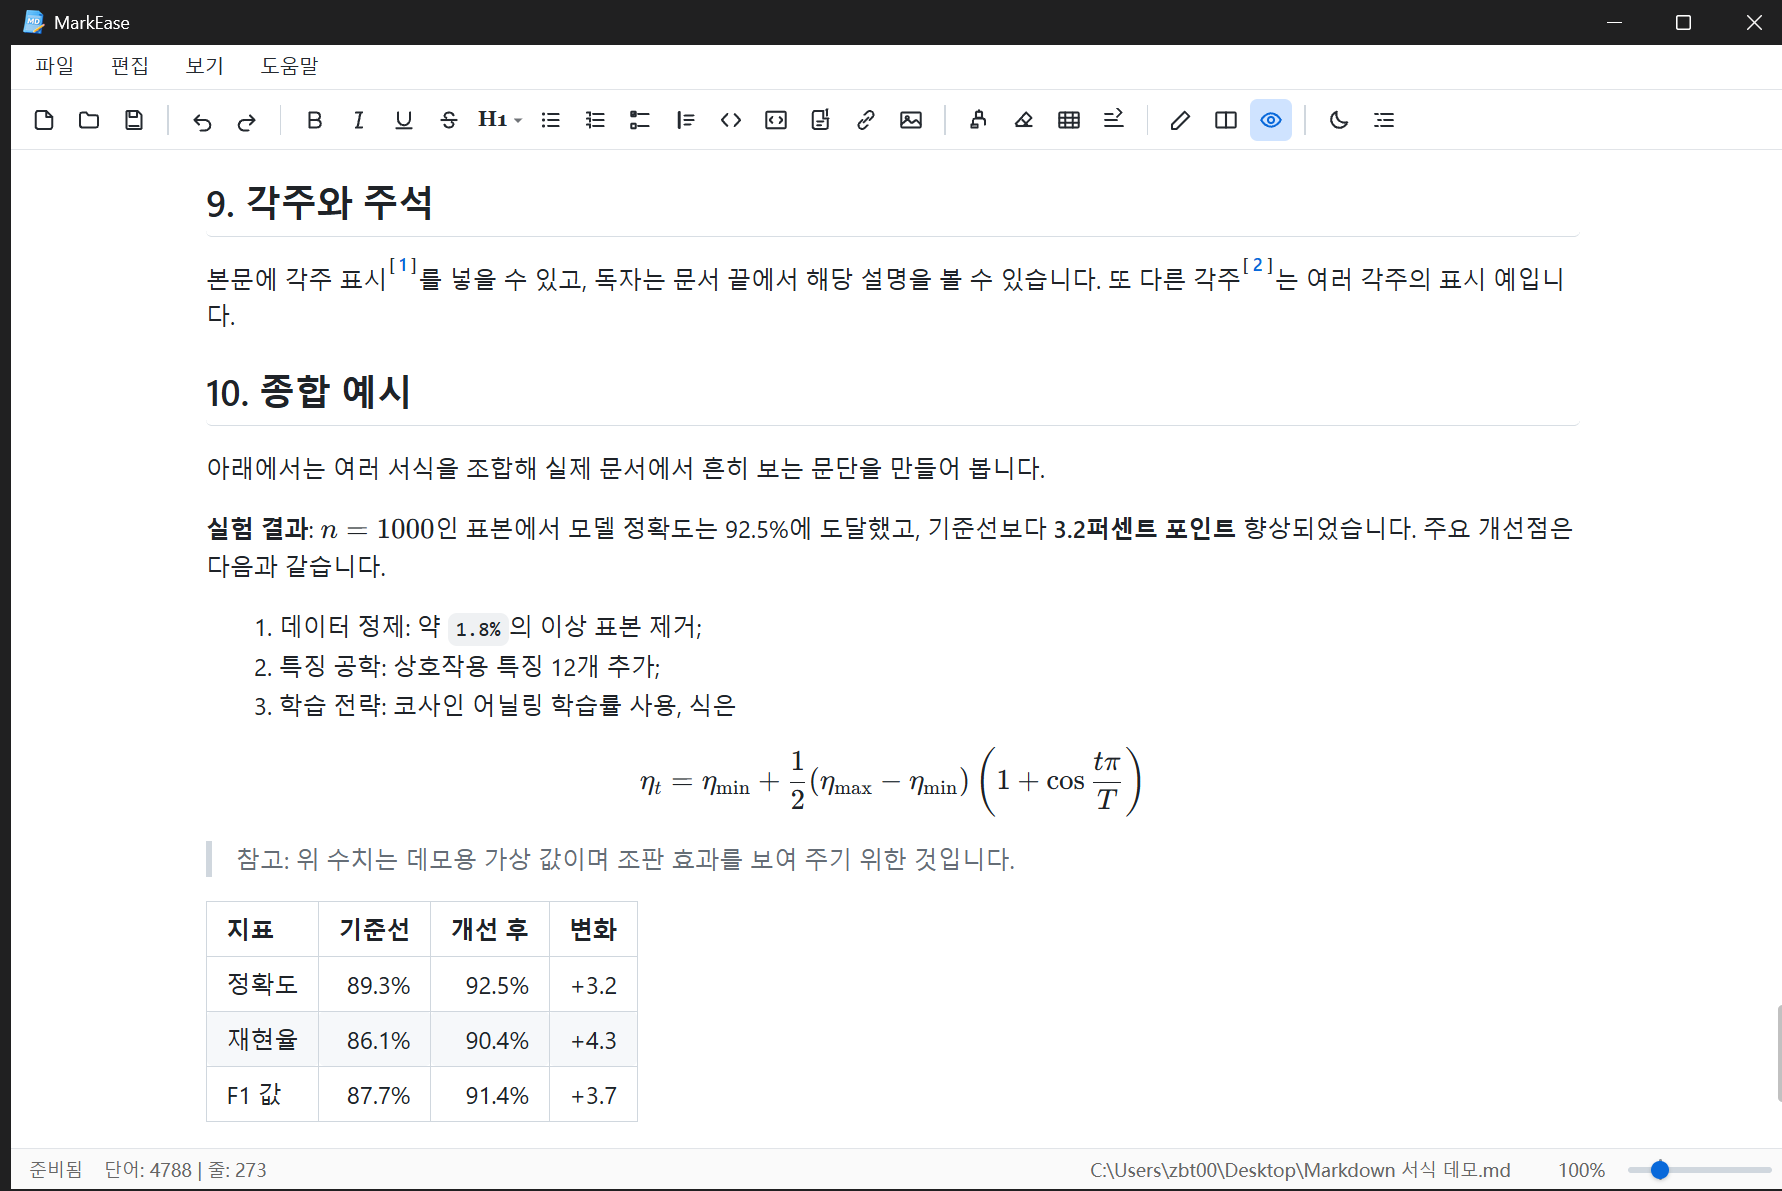 MarkEase
파일 편집 보기 도움말
B I U S H1
9. 각주와 주석
본문에 각주 표시[1]를 넣을 수 있고, 독자는 문서 끝에서 해당 설명을 볼 수 있습니다. 또 다른 각주[2]는 여러 각주의 표시 예입니
다.
10. 종합 예시
아래에서는 여러 서식을 조합해 실제 문서에서 흔히 보는 문단을 만들어 봅니다.
실험 결과: n = 1000인 표본에서 모델 정확도는 92.5%에 도달했고, 기준선보다 3.2퍼센트 포인트 향상되었습니다. 주요 개선점은
다음과 같습니다.
1. 데이터 정제: 약 1.8%의 이상 표본 제거;
2. 특징 공학: 상호작용 특징 12개 추가;
3. 학습 전략: 코사인 어닐링 학습률 사용, 식은
η_t = η_min + 1/2(η_max − η_min)(1 + cos tπ/T)
참고: 위 수치는 데모용 가상 값이며 조판 효과를 보여 주기 위한 것입니다.
지표 기준선 개선 후 변화
정확도 89.3% 92.5% +3.2
재현율 86.1% 90.4% +4.3
F1 값 87.7% 91.4% +3.7
준비됨 단어: 4788 | 줄: 273 C:\Users\zbt00\Desktop\Markdown 서식 데모.md 100%